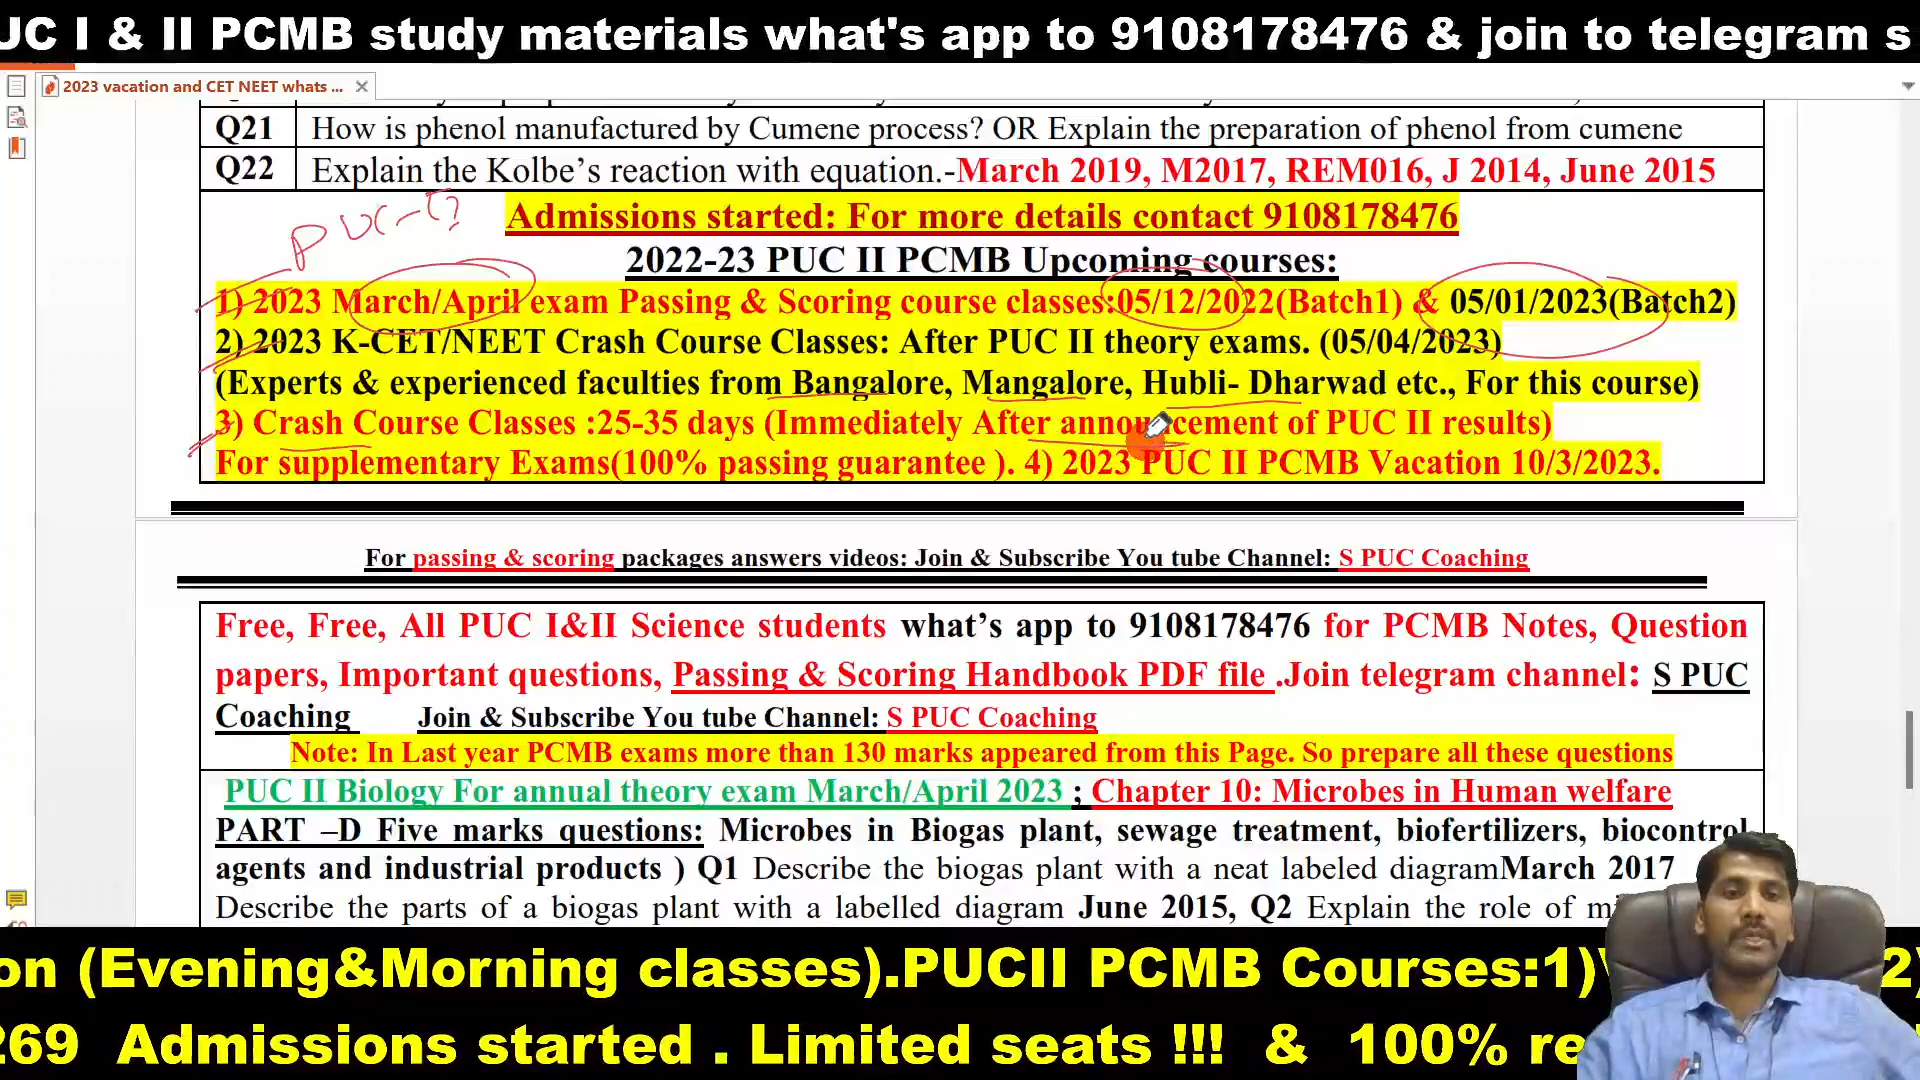 UC I & II PCMB study materials what's app to 9108178476 & join to telegram s
2023 vacation and CET NEET whats ...
Q21 How is phenol manufactured by Cumene process? OR Explain the preparation of phenol from cumene
Q22 Explain the Kolbe’s reaction with equation.-March 2019, M2017, REM016, J 2014, June 2015
PUC-I?
Admissions started: For more details contact 9108178476
2022-23 PUC II PCMB Upcoming courses:
1) 2023 March/April exam Passing & Scoring course classes:05/12/2022(Batch1) & 05/01/2023(Batch2)
2) 2023 K-CET/NEET Crash Course Classes: After PUC II theory exams. (05/04/2023)
(Experts & experienced faculties from Bangalore, Mangalore, Hubli- Dharwad etc., For this course)
3) Crash Course Classes :25-35 days (Immediately After announcement of PUC II results)
For supplementary Exams(100% passing guarantee ). 4) 2023 PUC II PCMB Vacation 10/3/2023.
For passing & scoring packages answers videos: Join & Subscribe You tube Channel: S PUC Coaching
Free, Free, All PUC I&II Science students what’s app to 9108178476 for PCMB Notes, Question
papers, Important questions, Passing & Scoring Handbook PDF file .Join telegram channel: S PUC
Coaching Join & Subscribe You tube Channel: S PUC Coaching
Note: In Last year PCMB exams more than 130 marks appeared from this Page. So prepare all these questions
PUC II Biology For annual theory exam March/April 2023 ; Chapter 10: Microbes in Human welfare
PART –D Five marks questions: Microbes in Biogas plant, sewage treatment, biofertilizers, biocontrol
agents and industrial products ) Q1 Describe the biogas plant with a neat labeled diagramMarch 2017
Describe the parts of a biogas plant with a labelled diagram June 2015, Q2 Explain the role of mi
on (Evening&Morning classes).PUCII PCMB Courses:1) 2)
269 Admissions started . Limited seats !!! & 100% re